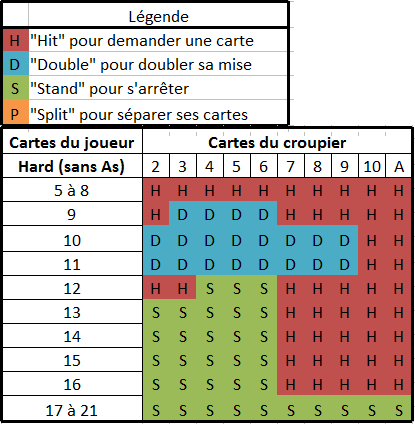 Légende
H "Hit" pour demander une carte
D "Double" pour doubler sa mise
S "Stand" pour s'arrêter
P "Split" pour séparer ses cartes
Cartes du joueur Cartes du croupier
Hard (sans As) 2 3 4 5 6 7 8 9 10 A
5 à 8 H H H H H H H H H H
9 H D D D D H H H H H
10 D D D D D D D D H H
11 D D D D D D D D H H
12 H H S S S H H H H H
13 S S S S S H H H H H
14 S S S S S H H H H H
15 S S S S S H H H H H
16 S S S S S H H H H H
17 à 21 S S S S S S S S S S